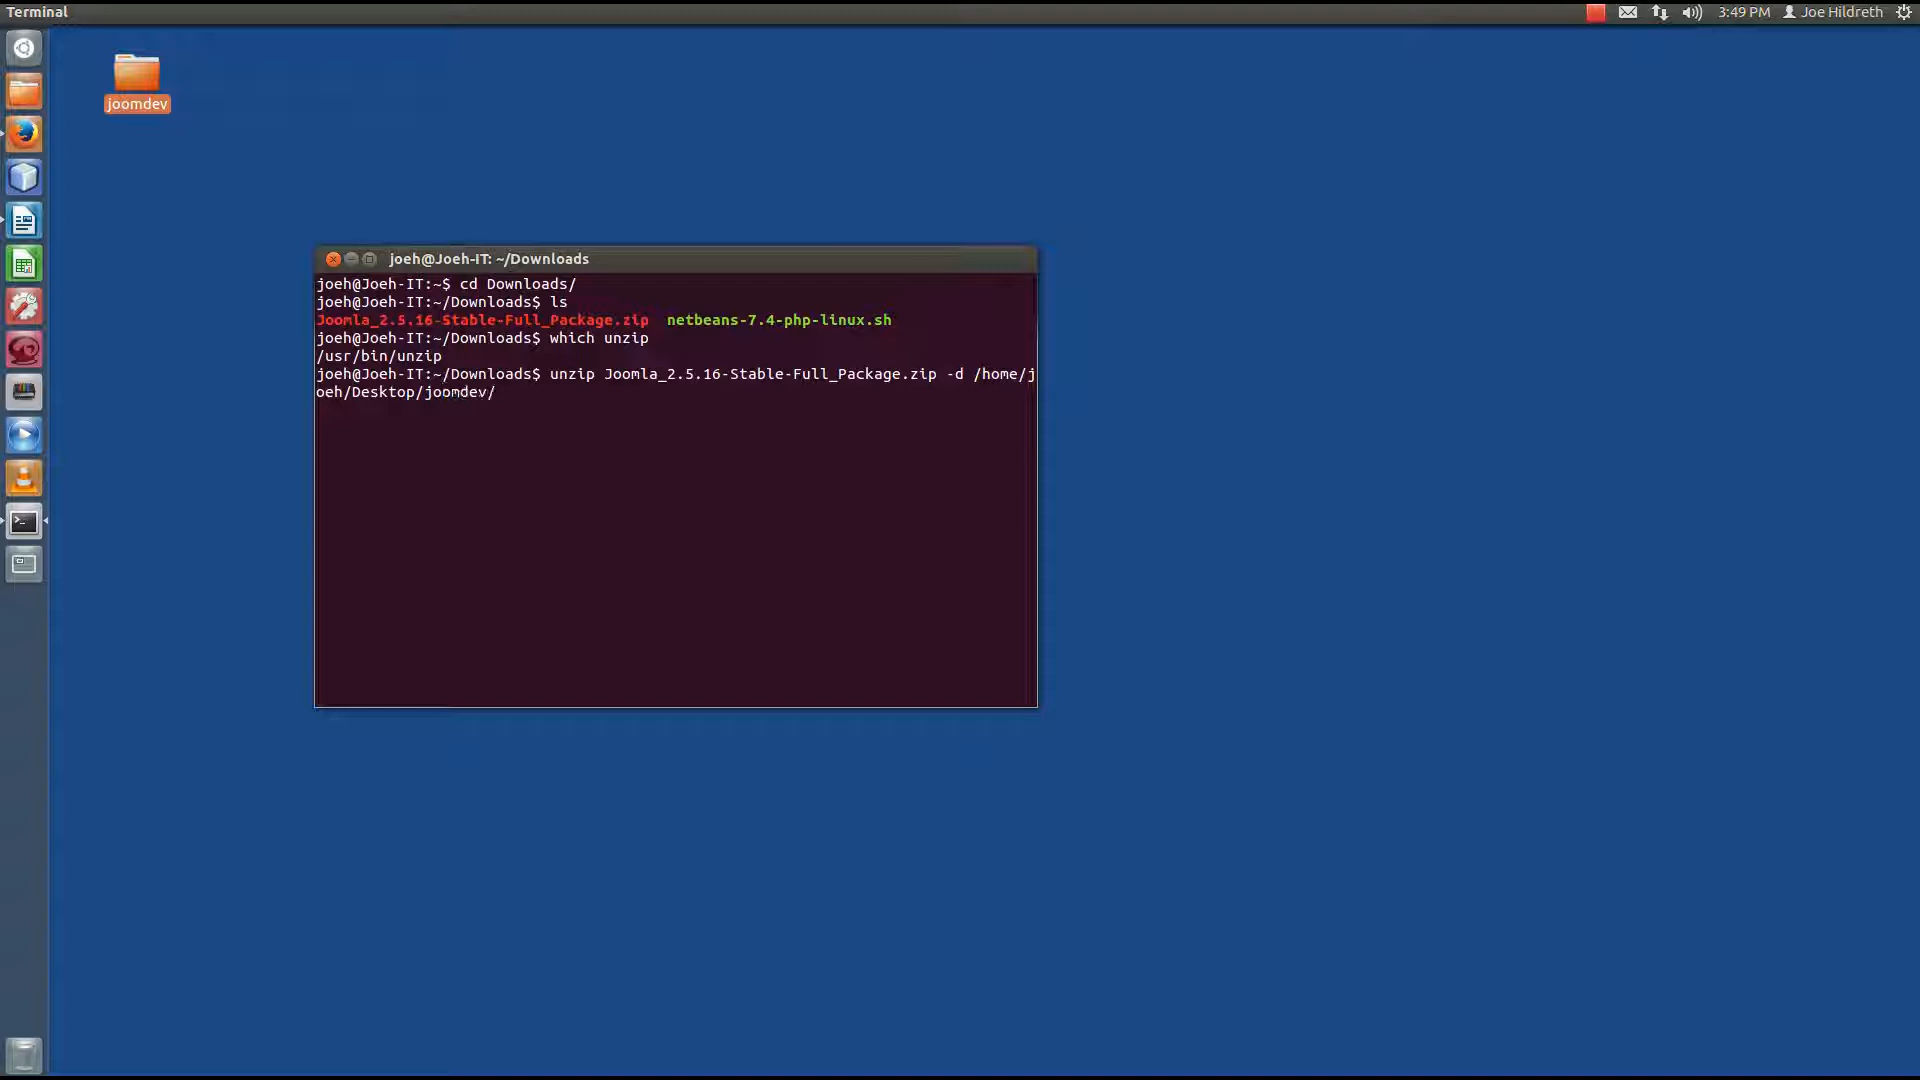 Terminal
3:49 PM Joe Hildreth
joomdev
joeh@Joeh-IT: ~/Downloads
joeh@Joeh-IT:~$ cd Downloads/
joeh@Joeh-IT:~/Downloads$ ls
Joomla_2.5.16-Stable-Full_Package.zip  netbeans-7.4-php-linux.sh
joeh@Joeh-IT:~/Downloads$ which unzip
/usr/bin/unzip
joeh@Joeh-IT:~/Downloads$ unzip Joomla_2.5.16-Stable-Full_Package.zip -d /home/j
oeh/Desktop/joomdev/